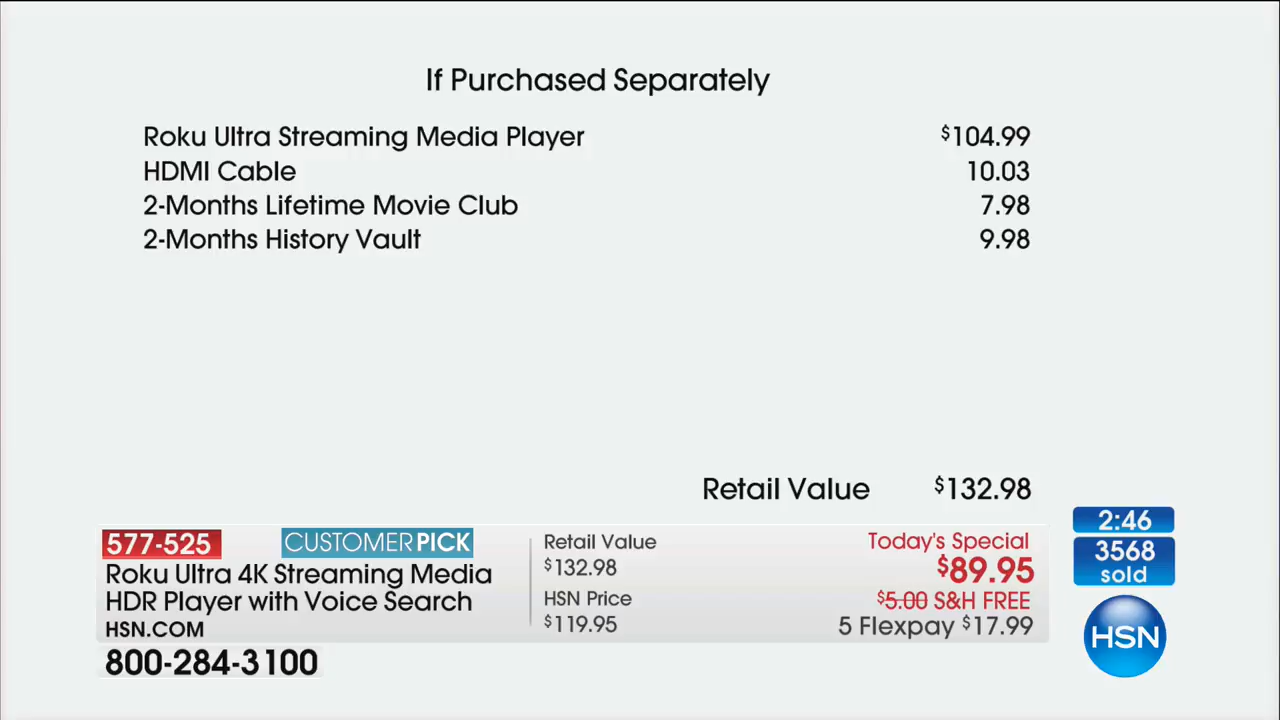 If Purchased Separately
Roku Ultra Streaming Media Player $104.99
HDMI Cable 10.03
2-Months Lifetime Movie Club 7.98
2-Months History Vault 9.98
Retail Value $132.98
577-525 CUSTOMERPICK
Roku Ultra 4K Streaming Media
HDR Player with Voice Search
HSN.COM
800-284-3100
Retail Value
$132.98
HSN Price
$119.95
Today's Special
$89.95
$5.00 S&H FREE
5 Flexpay $17.99
2:46
3568
sold
HSN